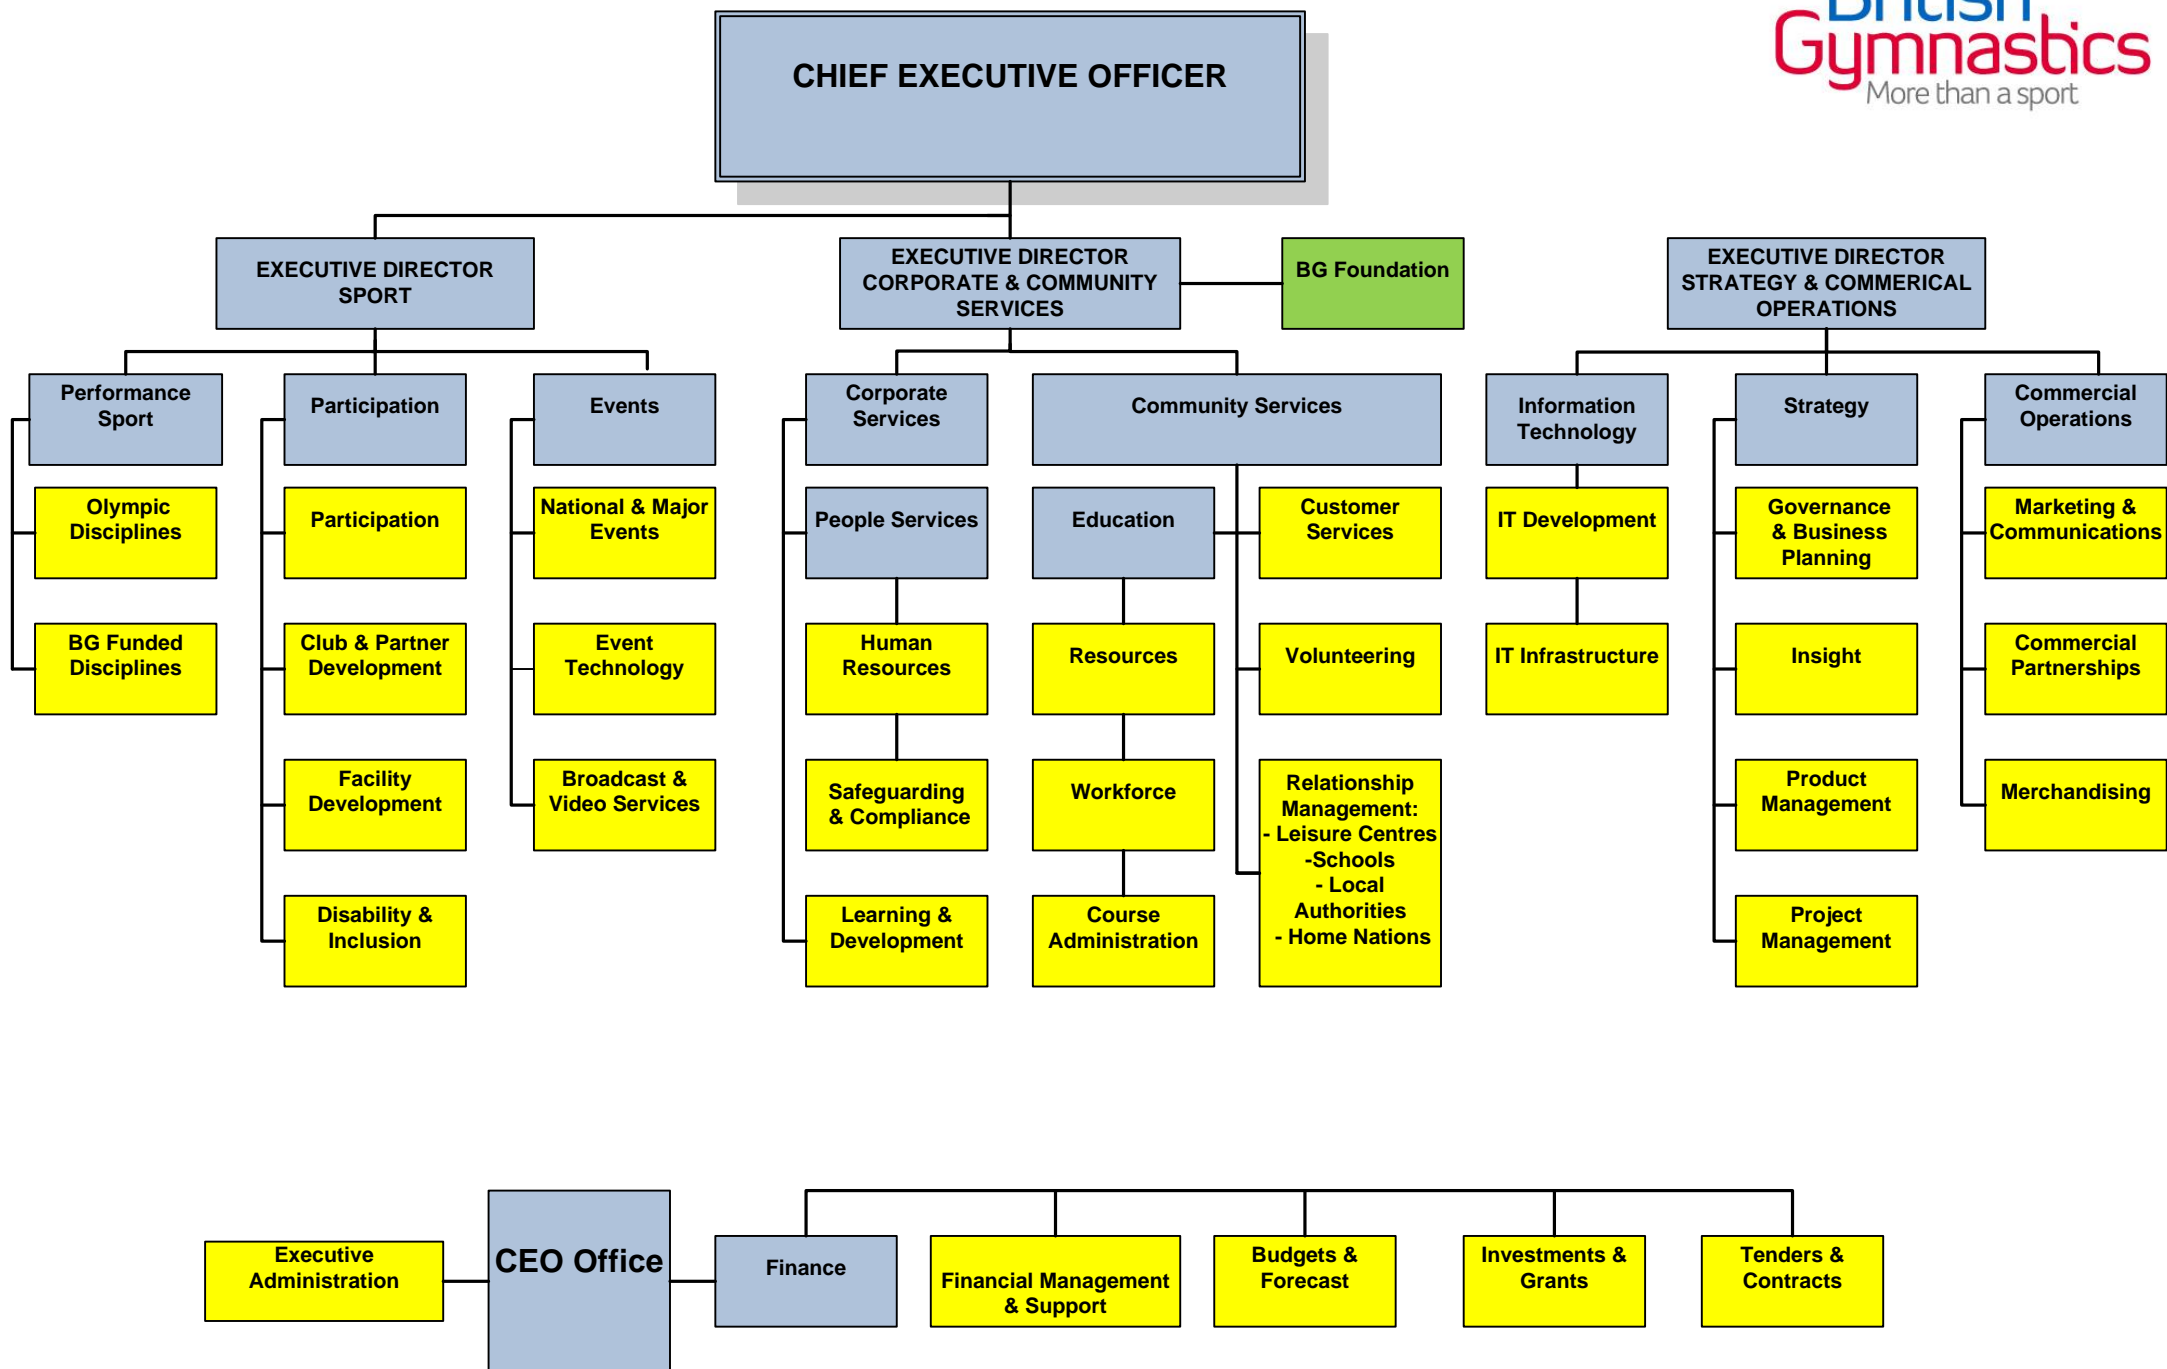 British
Gymnastics
More than a sport
CHIEF EXECUTIVE OFFICER
EXECUTIVE DIRECTOR
SPORT
EXECUTIVE DIRECTOR
CORPORATE & COMMUNITY
SERVICES
BG Foundation
EXECUTIVE DIRECTOR
STRATEGY & COMMERICAL
OPERATIONS
Performance
Sport
Participation
Events
Corporate
Services
Community Services
Information
Technology
Strategy
Commercial
Operations
Olympic
Disciplines
Participation
National & Major
Events
People Services
Education
Customer
Services
IT Development
Governance
& Business
Planning
Marketing &
Communications
BG Funded
Disciplines
Club & Partner
Development
Event
Technology
Human
Resources
Resources
Volunteering
IT Infrastructure
Insight
Commercial
Partnerships
Facility
Development
Broadcast &
Video Services
Safeguarding
& Compliance
Workforce
Relationship
Management:
- Leisure Centres
-Schools
- Local
Authorities
- Home Nations
Product
Management
Merchandising
Disability &
Inclusion
Learning &
Development
Course
Administration
Project
Management
Executive
Administration
CEO Office
Finance
Financial Management
& Support
Budgets &
Forecast
Investments &
Grants
Tenders &
Contracts